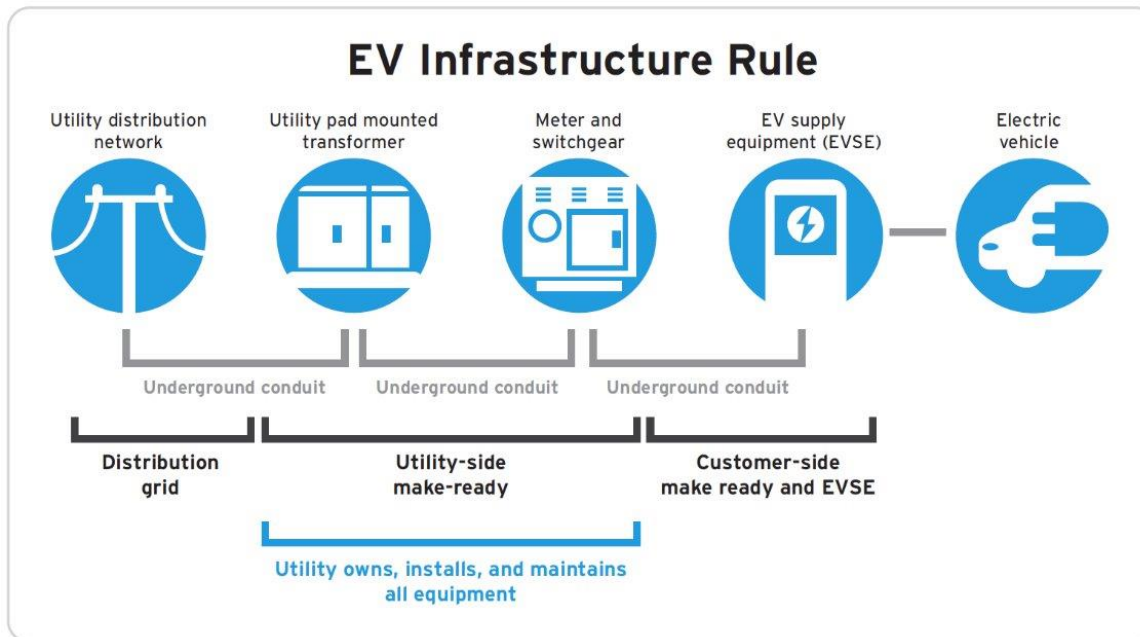 EV Infrastructure Rule
Utility distribution
network
Utility pad mounted
transformer
Meter and
switchgear
EV supply
equipment (EVSE)
Electric
vehicle
Underground conduit
Underground conduit
Underground conduit
Distribution
grid
Utility-side
make-ready
Customer-side
make ready and EVSE
Utility owns, installs, and maintains
all equipment